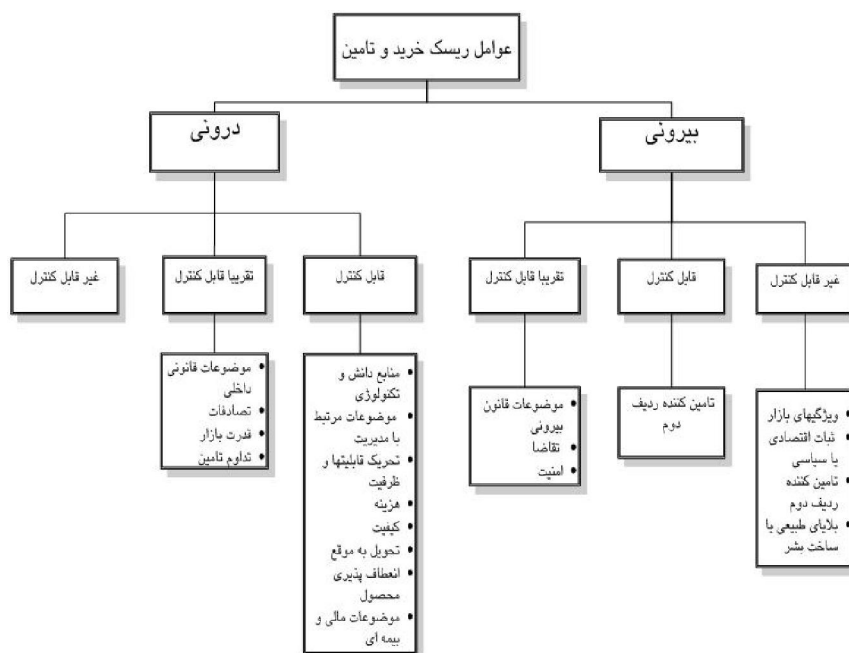 عوامل ریسک خرید و تامین
بیرونی
درونی
غیر قابل کنترل
قابل کنترل
تقریبا قابل کنترل
قابل کنترل
تقریبا قابل کنترل
غیر قابل کنترل
• ویژگیهای بازار
• ثبات اقتصادی
یا سیاسی
• تامین کننده
ردیف دوم
• بلایای طبیعی یا
ساخت بشر
تامین کننده ردیف
دوم
• موضوعات قانون
بیرونی
• تقاضا
• امنیت
• منابع دانش و
تکنولوژی
• موضوعات مرتبط
با مدیریت
• تحریک قابلیتها و
ظرفیت
• هزینه
• کیفیت
• تحویل به موقع
• انعطاف پذیری
محصول
• موضوعات مالی و
بیمه ای
• موضوعات قانونی
داخلی
• تصادفات
• قدرت بازار
• تداوم تامین